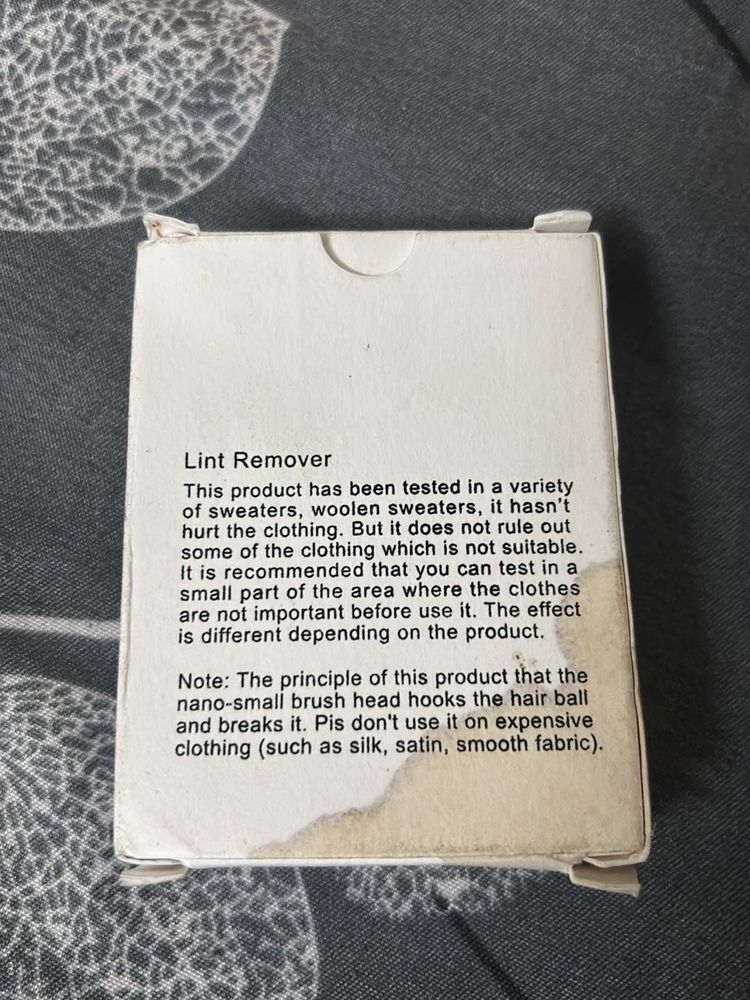 Lint Remover
This product has been tested in a variety
of sweaters, woolen sweaters, it hasn't
hurt the clothing. But it does not rule out
some of the clothing which is not suitable.
It is recommended that you can test in a
small part of the area where the clothes
are not important before use it. The effect
is different depending on the product.
Note: The principle of this product that the
nano-small brush head hooks the hair ball
and breaks it. Pis don't use it on expensive
clothing (such as silk, satin, smooth fabric).